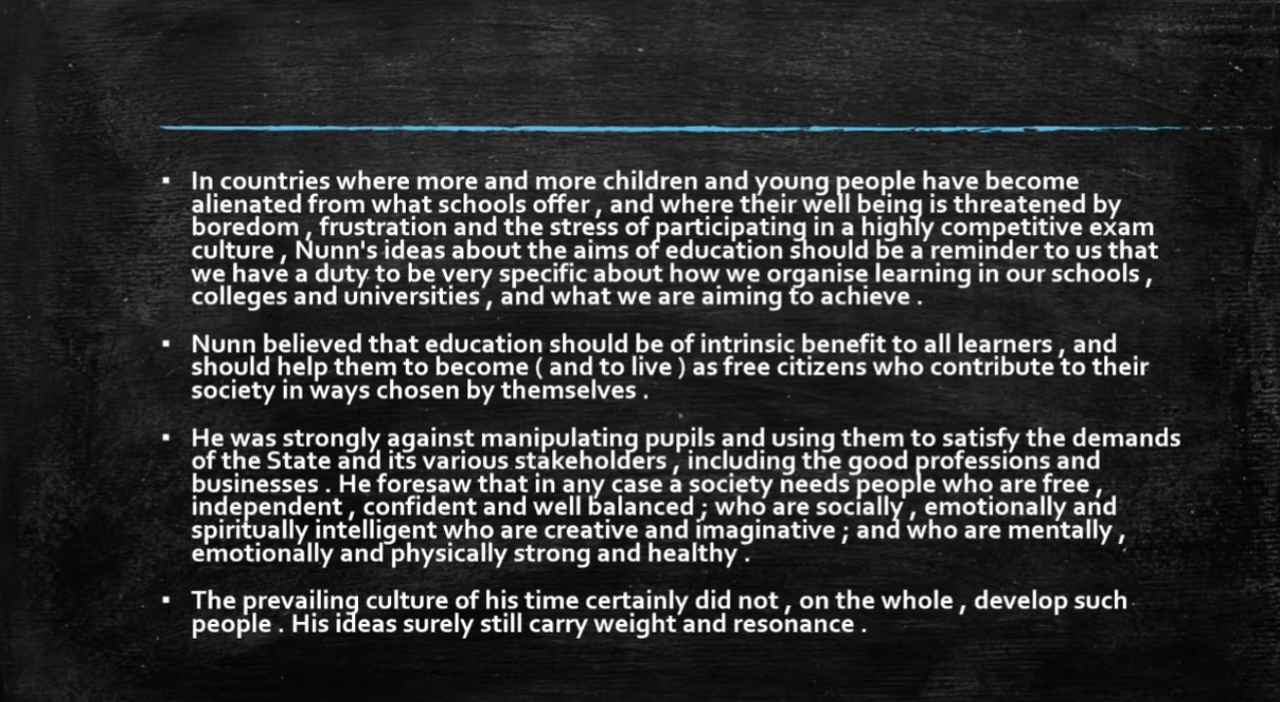 ▪ In countries where more and more children and young people have become
alienated from what schools offer , and where their well being is threatened by
boredom , frustration and the stress of participating in a highly competitive exam
culture , Nunn's ideas about the aims of education should be a reminder to us that
we have a duty to be very specific about how we organise learning in our schools ,
colleges and universities , and what we are aiming to achieve .
▪ Nunn believed that education should be of intrinsic benefit to all learners , and
should help them to become ( and to live ) as free citizens who contribute to their
society in ways chosen by themselves .
▪ He was strongly against manipulating pupils and using them to satisfy the demands
of the State and its various stakeholders , including the good professions and
businesses . He foresaw that in any case a society needs people who are free ,
independent , confident and well balanced ; who are socially , emotionally and
spiritually intelligent who are creative and imaginative ; and who are mentally ,
emotionally and physically strong and healthy .
▪ The prevailing culture of his time certainly did not , on the whole , develop such
people . His ideas surely still carry weight and resonance .